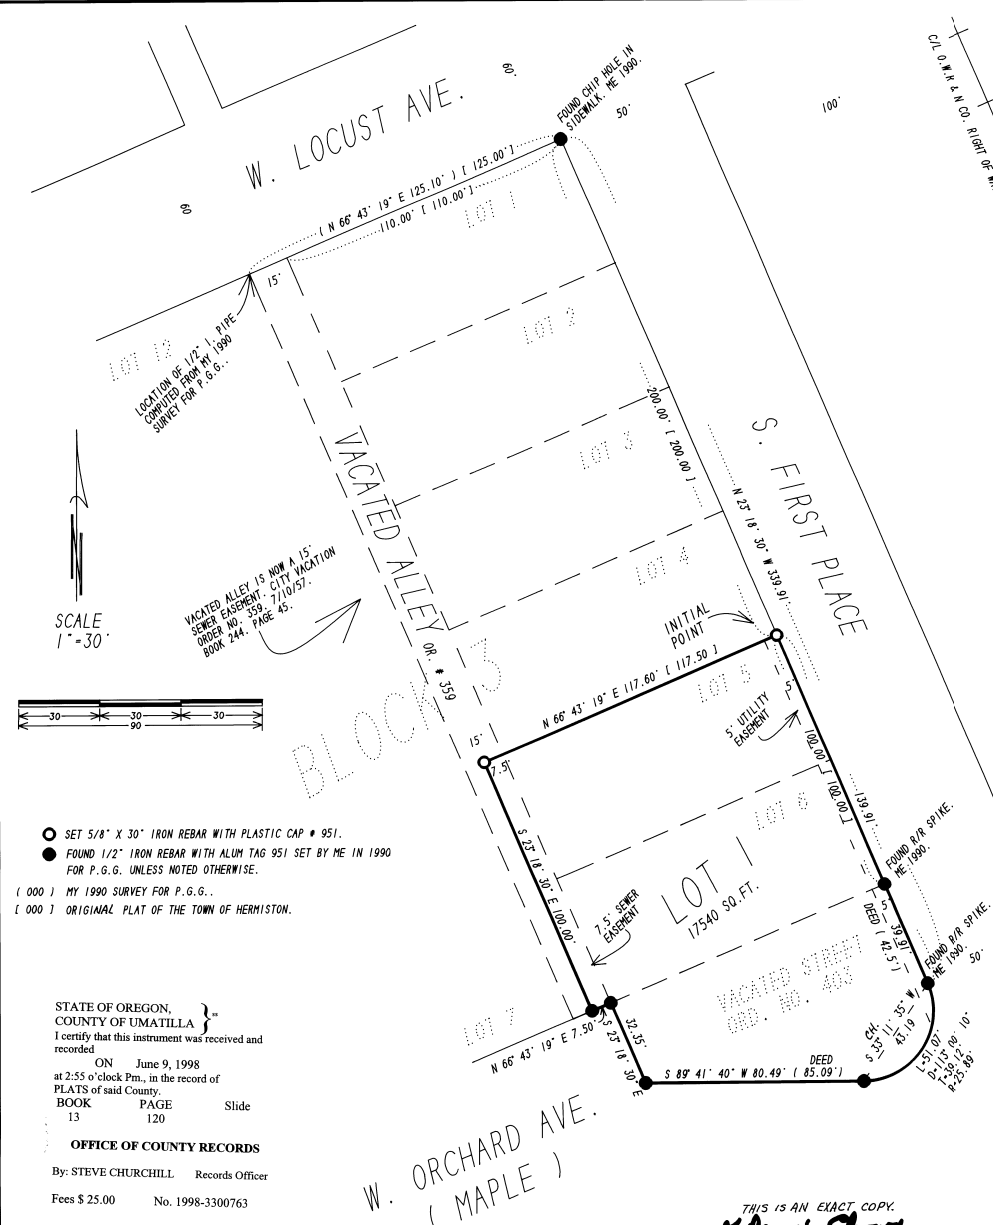 W. LOCUST AVE.
60'
60
FOUND CHIP HOLE IN
SIDEWALK. ME 1990.
50'
100'
C/L O.W.R & N CO. RIGHT OF
( N 66° 43' 19" E 125.10' ) [ 125.00' ]
110.00' [ 110.00' ]
LOT 1
15'
LOT 12
LOCATION OF 1/2" I. PIPE
COMPUTED FROM MY 1990
SURVEY FOR P.G.G..
LOT 2
LOT 3
200.00' [ 200.00' ]
S. FIRST PLACE
N 23° 18' 30" W 339.91'
LOT 4
VACATED ALLEY OR. # 359
SCALE
1"=30'
VACATED ALLEY IS NOW A 15'
SEWER EASEMENT. CITY VACATION
ORDER NO. 359. 7/10/57.
BOOK 244. PAGE 45.
INITIAL
POINT
BLOCK 3
N 66° 43' 19" E 117.60' [ 117.50 ]
LOT 5
5'
5' UTILITY
EASEMENT
30 30 30
90
15'
7.5'
100.00' [ 100.00 ]
139.91'
LOT 6
SET 5/8" X 30" IRON REBAR WITH PLASTIC CAP # 951.
FOUND 1/2" IRON REBAR WITH ALUM TAG 951 SET BY ME IN 1990
FOR P.G.G. UNLESS NOTED OTHERWISE.
( 000 ) MY 1990 SURVEY FOR P.G.G..
[ 000 ] ORIGINAL PLAT OF THE TOWN OF HERMISTON.
S 23° 18' 30" E 100.00'
LOT 1
17540 SQ.FT.
7.5' SEWER
EASEMENT
FOUND R/R SPIKE.
ME 1990.
5'
39.91'
DEED ( 42.5')
FOUND R/R SPIKE.
ME 1990.
50'
VACATED STREET
ORD. NO. 403
LOT 7
N 66° 43' 19" E 7.50'
32.35'
S 23° 18' 30" E
CH.
S 33° 11' 35" W
43.19'
L=51.07'
D=113° 00' 10"
T=39.12'
R=25.89'
DEED
S 89° 41' 40" W 80.49' ( 85.09')
W. ORCHARD AVE.
( MAPLE )
STATE OF OREGON,
COUNTY OF UMATILLA } ss
I certify that this instrument was received and
recorded
ON June 9, 1998
at 2:55 o'clock Pm., in the record of
PLATS of said County.
BOOK PAGE Slide
13 120
OFFICE OF COUNTY RECORDS
By: STEVE CHURCHILL Records Officer
Fees $ 25.00 No. 1998-3300763
THIS IS AN EXACT COPY.